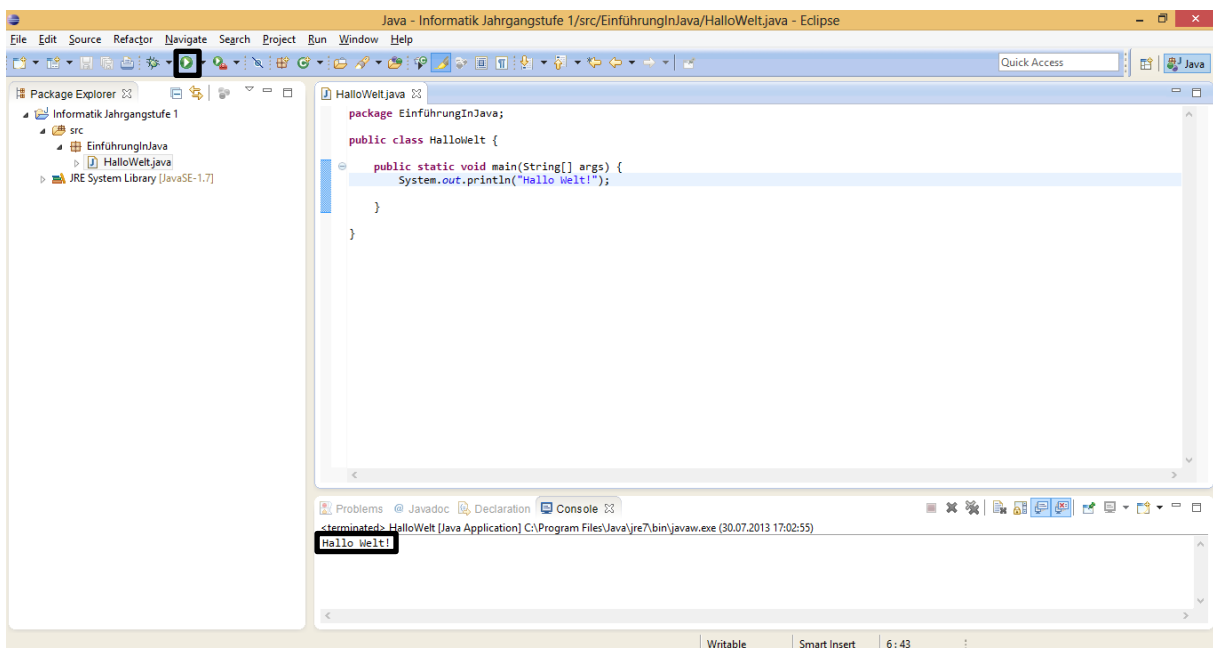 Java - Informatik Jahrgangstufe 1/src/EinführungInJava/HalloWelt.java - Eclipse
File Edit Source Refactor Navigate Search Project Run Window Help
Quick Access
Java
Package Explorer
Informatik Jahrgangstufe 1
src
EinführungInJava
HalloWelt.java
JRE System Library [JavaSE-1.7]
HalloWelt.java
package EinführungInJava;
public class HalloWelt {
public static void main(String[] args) {
System.out.println("Hallo Welt!");
}
}
Problems @ Javadoc Declaration Console
<terminated> HalloWelt [Java Application] C:\Program Files\Java\jre7\bin\javaw.exe (30.07.2013 17:02:55)
Hallo Welt!
Writable Smart Insert 6 : 43